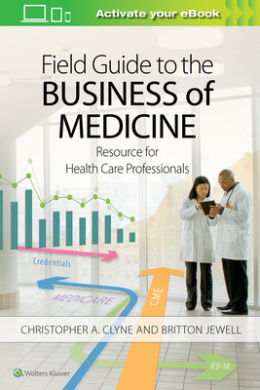 Activate your eBook
Field Guide to the
BUSINESS of
MEDICINE
Resource for
Health Care Professionals
Credentials
MEDICARE
CME
CHRISTOPHER A. CLYNE AND BRITTON JEWELL
Wolters Kluwer
ICD-10